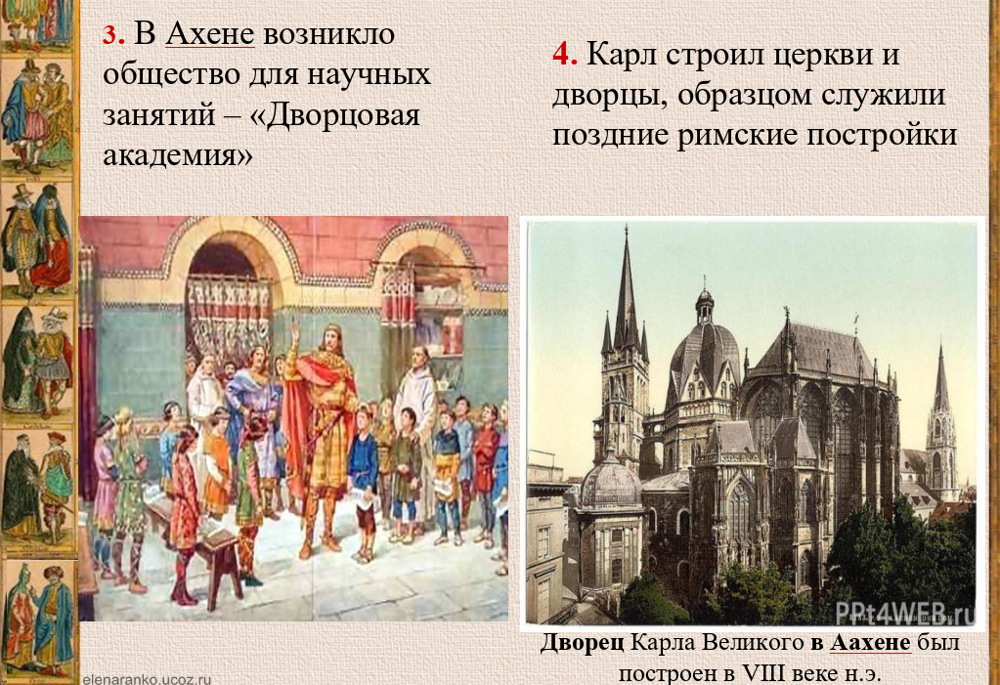 3. В Ахене возникло
общество для научных
занятий – «Дворцовая
академия»
4. Карл строил церкви и
дворцы, образцом служили
поздние римские постройки
PPt4WEB.ru
Дворец Карла Великого в Аахене был
построен в VIII веке н.э.
elenaranko.ucoz.ru